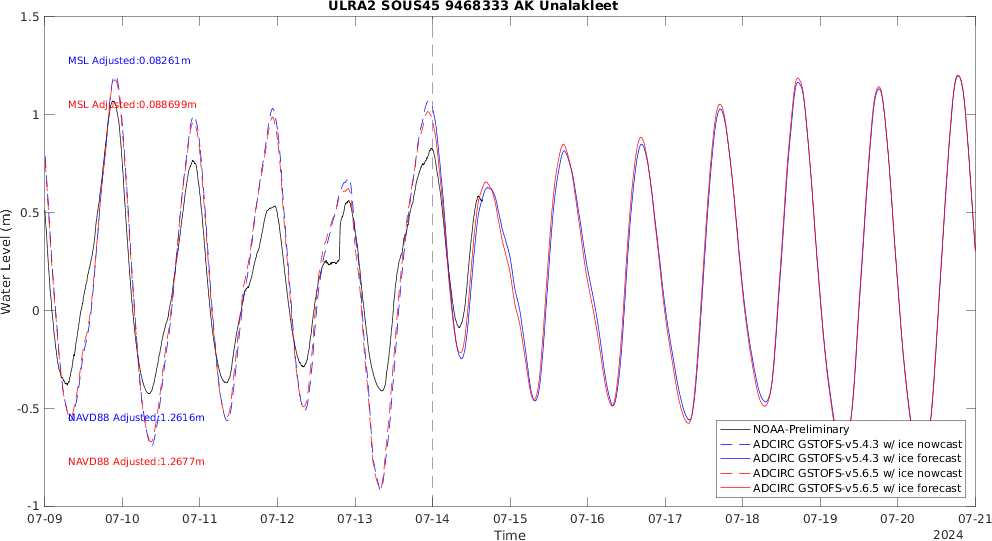 ULRA2 SOUS45 9468333 AK Unalakleet
1.5
MSL Adjusted:0.08261m
MSL Adjusted:0.088699m
1
0.5
Water Level (m)
0
-0.5
NAVD88 Adjusted:1.2616m
NAVD88 Adjusted:1.2677m
-1
NOAA-Preliminary
ADCIRC GSTOFS-v5.4.3 w/ ice nowcast
ADCIRC GSTOFS-v5.4.3 w/ ice forecast
ADCIRC GSTOFS-v5.6.5 w/ ice nowcast
ADCIRC GSTOFS-v5.6.5 w/ ice forecast
07-09 07-10 07-11 07-12 07-13 07-14 07-15 07-16 07-17 07-18 07-19 07-20 07-21
Time
2024